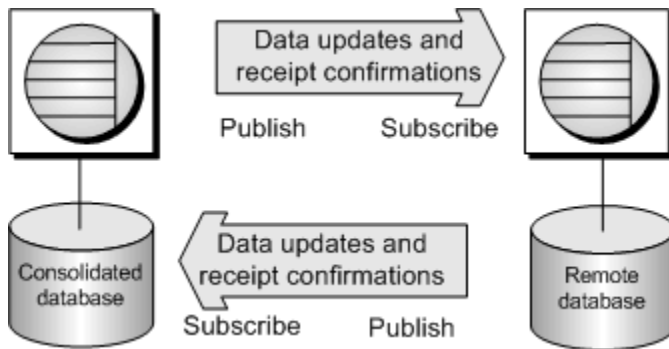 Data updates and
receipt confirmations
Publish
Subscribe
Data updates and
receipt confirmations
Subscribe
Publish
Consolidated
database
Remote
database